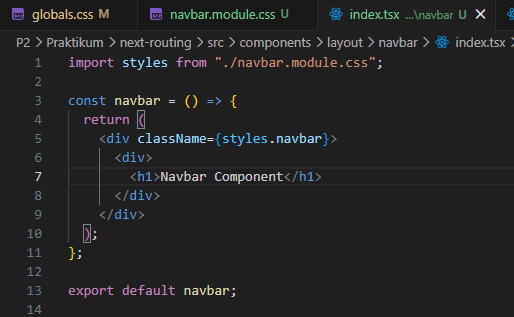 globals.css M navbar.module.css U index.tsx ...\navbar U
P2 > Praktikum > next-routing > src > components > layout > navbar > index.tsx >
1 import styles from "./navbar.module.css";
2
3 const navbar = () => {
4 return (
5 <div className={styles.navbar}>
6 <div>
7 <h1>Navbar Component</h1>
8 </div>
9 </div>
10 );
11 };
12
13 export default navbar;
14